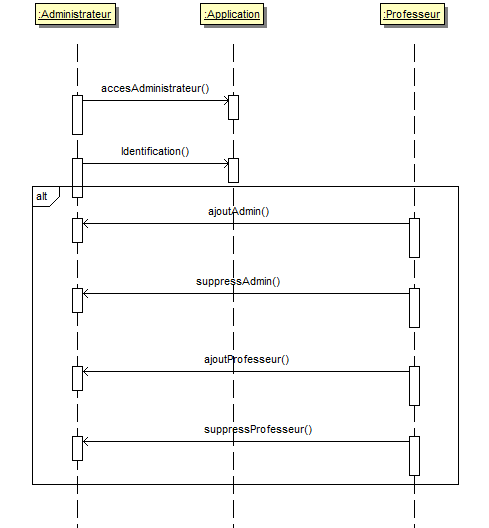 :Administrateur
:Application
:Professeur
accesAdministrateur()
Identification()
alt
ajoutAdmin()
suppressAdmin()
ajoutProfesseur()
suppressProfesseur()